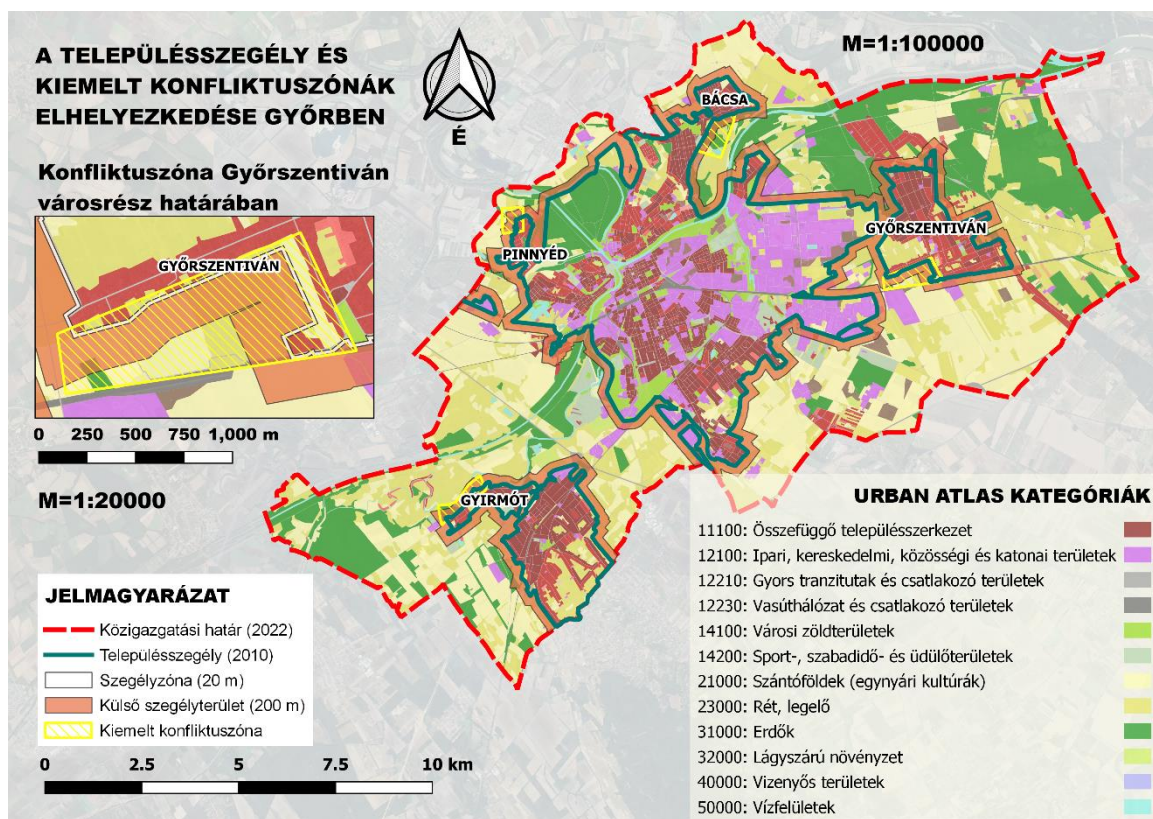 A TELEPÜLÉSSZEGÉLY ÉS
KIEMELT KONFLIKTUSZÓNÁK
ELHELYEZKEDÉSE GYŐRBEN
É
M=1:100000
Konfliktuszóna Győrszentiván
városrész határában
GYŐRSZENTIVÁN
0 250 500 750 1,000 m
M=1:20000
BÁCSA
PINNYÉD
GYŐRSZENTIVÁN
GYIRMÓT
JELMAGYARÁZAT
Közigazgatási határ (2022)
Településszegély (2010)
Szegélyzóna (20 m)
Külső szegélyterület (200 m)
Kiemelt konfliktuszóna
0 2.5 5 7.5 10 km
URBAN ATLAS KATEGÓRIÁK
11100: Összefüggő településszerkezet
12100: Ipari, kereskedelmi, közösségi és katonai területek
12210: Gyors tranzitutak és csatlakozó területek
12230: Vasúthálózat és csatlakozó területek
14100: Városi zöldterületek
14200: Sport-, szabadidő- és üdülőterületek
21000: Szántóföldek (egynyári kultúrák)
23000: Rét, legelő
31000: Erdők
32000: Lágyszárú növényzet
40000: Vizenyős területek
50000: Vízfelületek